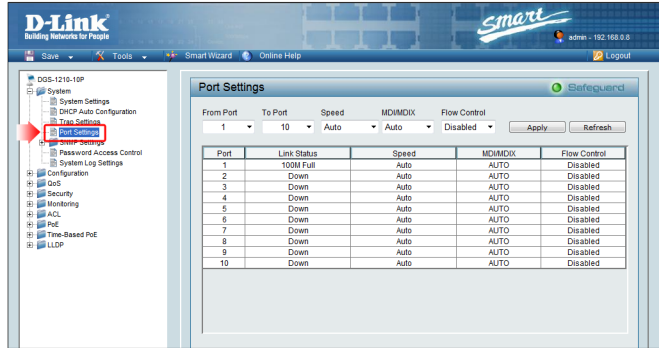 D-Link
Building Networks for People
smart
admin - 192.168.0.8
Save Tools Smart Wizard Online Help Logout
DGS-1210-10P
System
System Settings
DHCP Auto Configuration
Trap Settings
Port Settings
SNMP Settings
Password Access Control
System Log Settings
Configuration
QoS
Security
Monitoring
ACL
PoE
Time-Based PoE
LLDP
Port Settings Safeguard
From Port To Port Speed MDI/MDIX Flow Control
1 10 Auto Auto Disabled Apply Refresh
Port Link Status Speed MDI/MDIX Flow Control
1 100M Full Auto AUTO Disabled
2 Down Auto AUTO Disabled
3 Down Auto AUTO Disabled
4 Down Auto AUTO Disabled
5 Down Auto AUTO Disabled
6 Down Auto AUTO Disabled
7 Down Auto AUTO Disabled
8 Down Auto AUTO Disabled
9 Down Auto AUTO Disabled
10 Down Auto AUTO Disabled